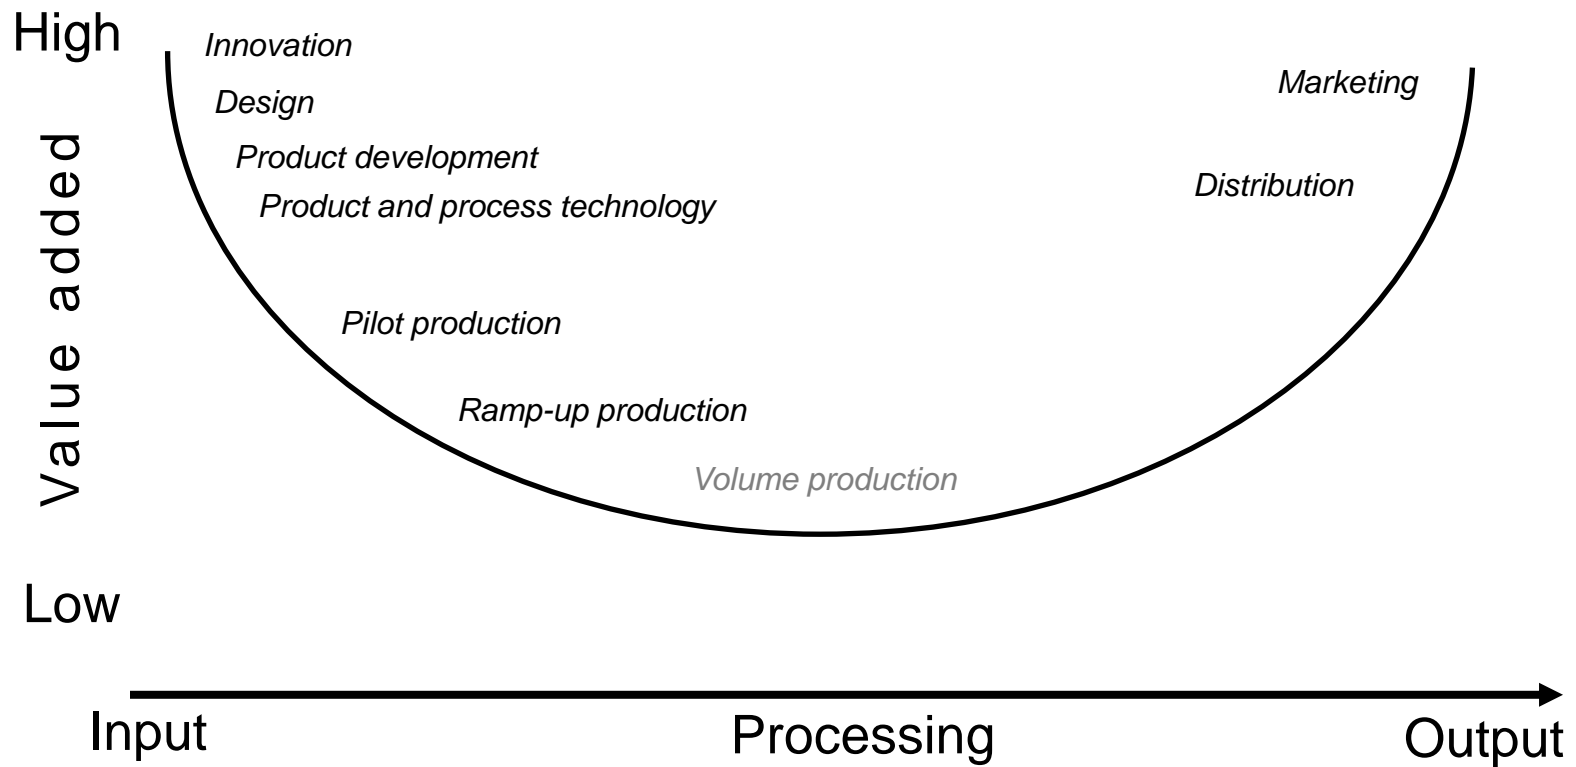 High
Innovation
Marketing
Design
Product development
Distribution
Product and process technology
Value added
Pilot production
Ramp-up production
Volume production
Low
Input
Processing
Output